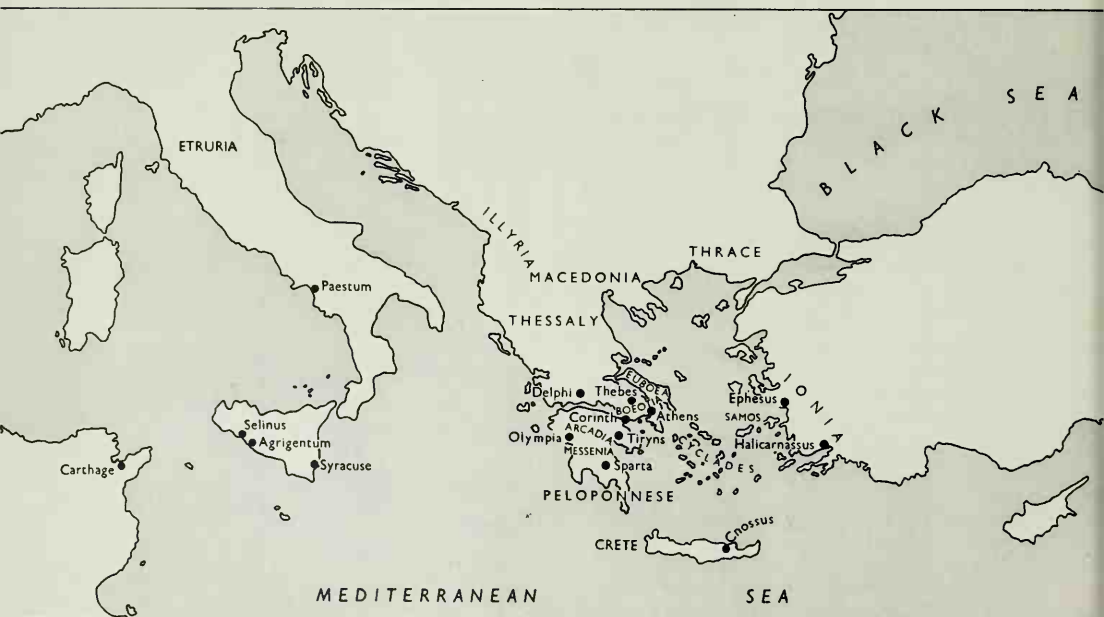 BLACK SEA
ETRURIA
ILLYRIA
THRACE
MACEDONIA
Paestum
THESSALY
EUBOEA
Delphi
Thebes
BOEOTIA
IONIA
Ephesus
Corinth
Athens
SAMOS
Selinus
ARCADIA
Olympia
Tiryns
CYCLADES
Halicarnassus
Agrigentum
MESSENIA
Carthage
Syracuse
Sparta
PELOPONNESE
Cnossus
CRETE
MEDITERRANEAN SEA